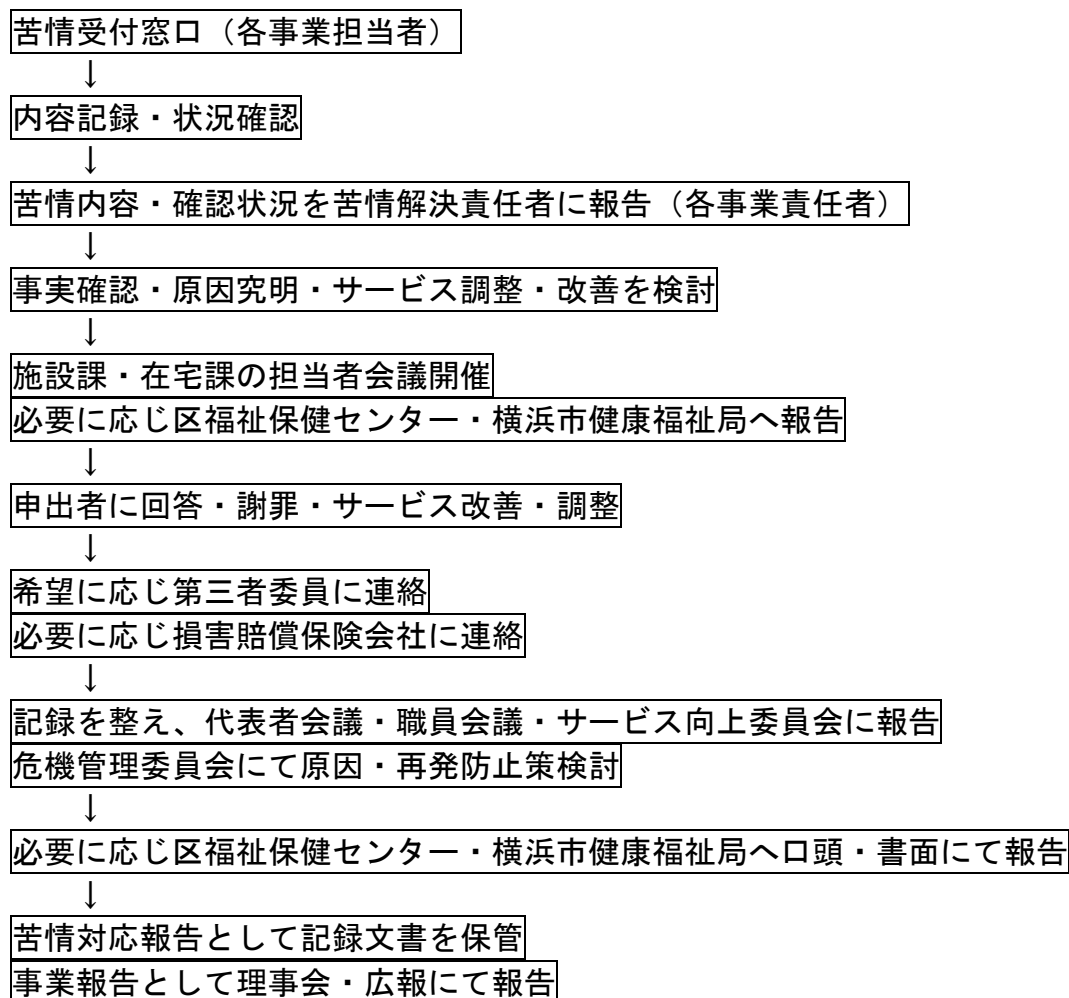 苦情受付窓口（各事業担当者）
↓
内容記録・状況確認
↓
苦情内容・確認状況を苦情解決責任者に報告（各事業責任者）
↓
事実確認・原因究明・サービス調整・改善を検討
↓
施設課・在宅課の担当者会議開催
必要に応じ区福祉保健センター・横浜市健康福祉局へ報告
↓
申出者に回答・謝罪・サービス改善・調整
↓
希望に応じ第三者委員に連絡
必要に応じ損害賠償保険会社に連絡
↓
記録を整え、代表者会議・職員会議・サービス向上委員会に報告
危機管理委員会にて原因・再発防止策検討
↓
必要に応じ区福祉保健センター・横浜市健康福祉局へ口頭・書面にて報告
↓
苦情対応報告として記録文書を保管
事業報告として理事会・広報にて報告